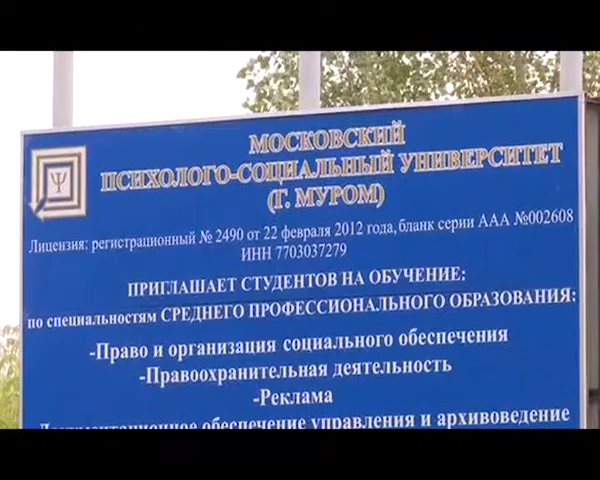 МОСКОВСКИЙ
ПСИХОЛОГО-СОЦИАЛЬНЫЙ УНИВЕРСИТЕТ
(Г. МУРОМ)
Ψ
Лицензия: регистрационный № 2490 от 22 февраля 2012 года, бланк серии ААА №002608
ИНН 7703037279
ПРИГЛАШАЕТ СТУДЕНТОВ НА ОБУЧЕНИЕ:
по специальностям СРЕДНЕГО ПРОФЕССИОНАЛЬНОГО ОБРАЗОВАНИЯ:
-Право и организация социального обеспечения
-Правоохранительная деятельность
-Реклама
-Документационное обеспечение управления и архивоведение